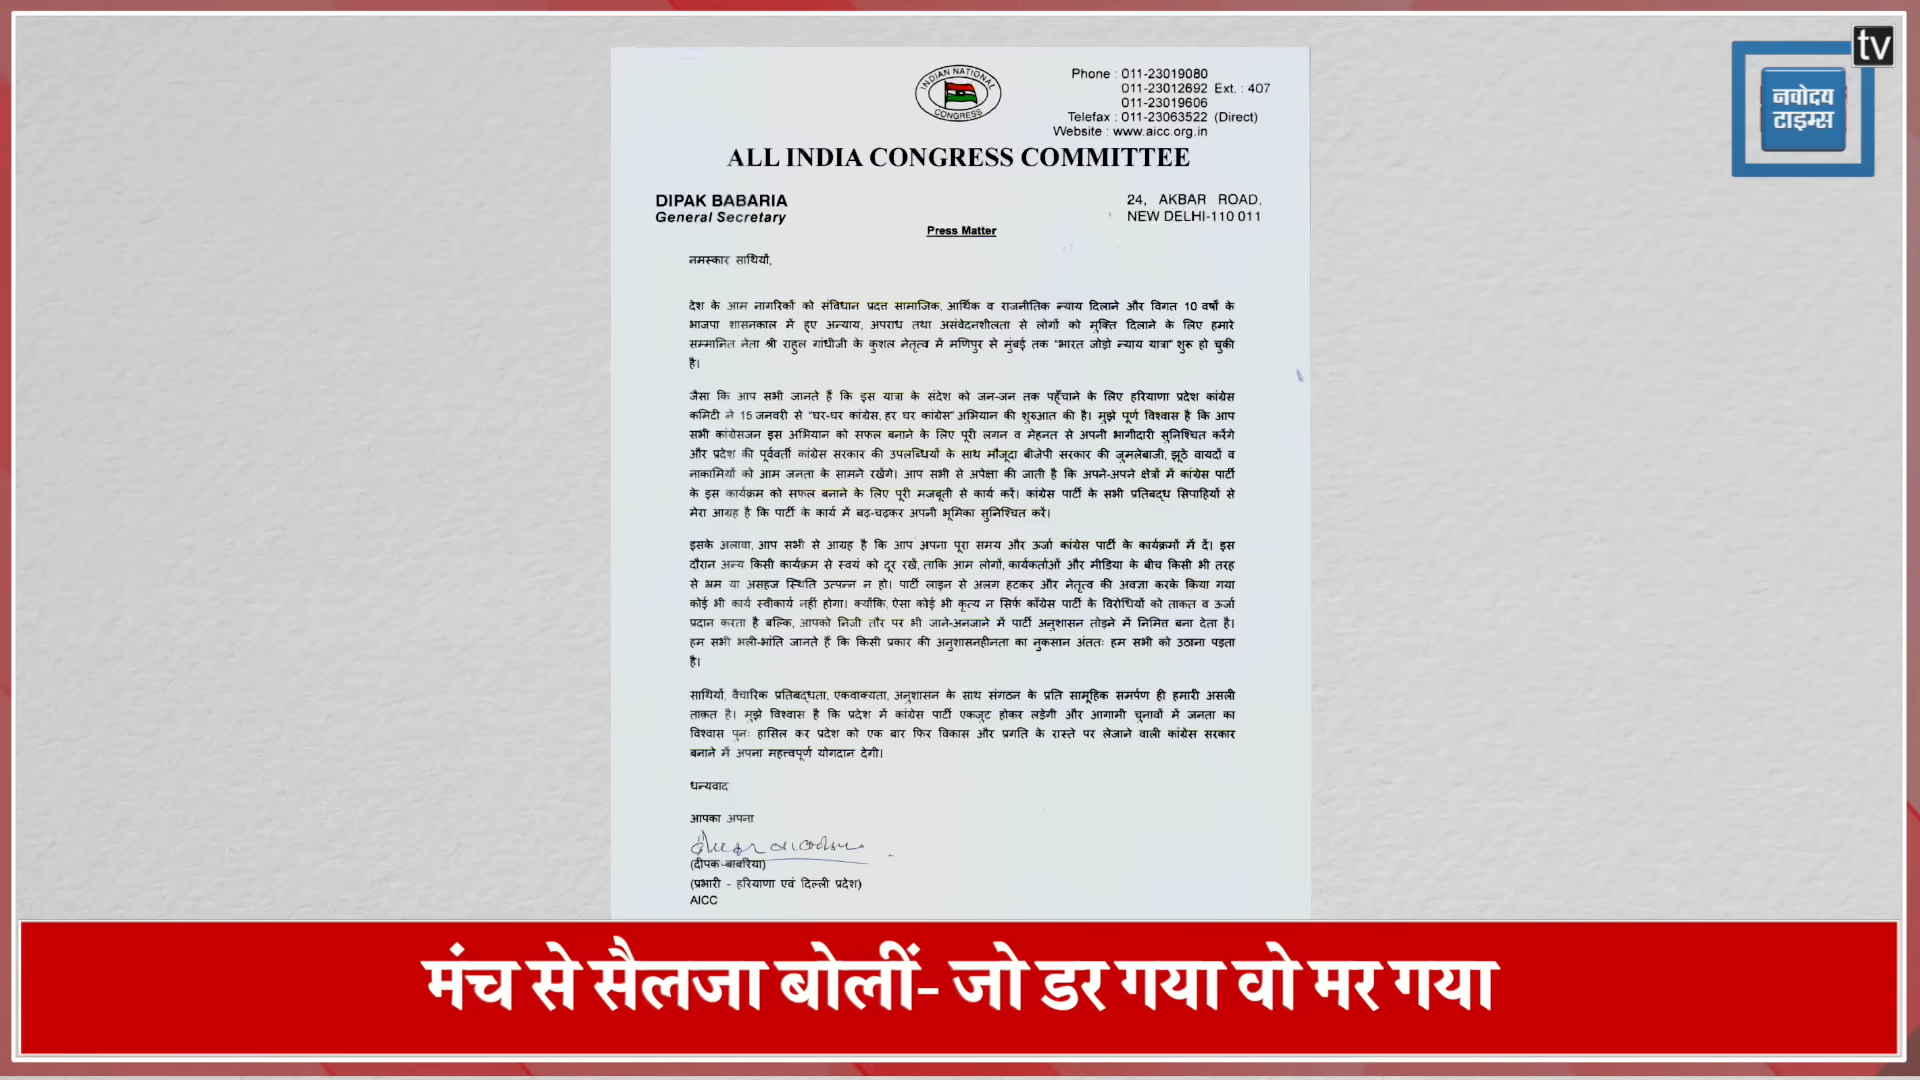 tv
नवोदय
टाइम्स
INDIAN NATIONAL
CONGRESS
Phone : 011-23019080
011-23012692 Ext. : 407
011-23019606
Telefax : 011-23063522 (Direct)
Website : www.aicc.org.in
ALL INDIA CONGRESS COMMITTEE
DIPAK BABARIA
General Secretary
24, AKBAR ROAD,
NEW DELHI-110 011
Press Matter
नमस्कार साथियों,
देश के आम नागरिकों को संविधान प्रदत्त सामाजिक, आर्थिक व राजनीतिक न्याय दिलाने और विगत 10 वर्षों के
भाजपा शासनकाल में हुए अन्याय, अपराध तथा असंवेदनशीलता से लोगों को मुक्ति दिलाने के लिए हमारे
सम्मानित नेता श्री राहुल गांधीजी के कुशल नेतृत्व में मणिपुर से मुंबई तक "भारत जोड़ो न्याय यात्रा" शुरू हो चुकी
है।
जैसा कि आप सभी जानते हैं कि इस यात्रा के संदेश को जन-जन तक पहुँचाने के लिए हरियाणा प्रदेश कांग्रेस
कमिटी ने 15 जनवरी से "घर-घर कांग्रेस, हर घर कांग्रेस" अभियान की शुरुआत की है। मुझे पूर्ण विश्वास है कि आप
सभी कांग्रेसजन इस अभियान को सफल बनाने के लिए पूरी लगन व मेहनत से अपनी भागीदारी सुनिश्चित करेंगे
और प्रदेश की पूर्ववर्ती कांग्रेस सरकार की उपलब्धियों के साथ मौजूदा बीजेपी सरकार की जुमलेबाजी, झूठे वायदों व
नाकामियों को आम जनता के सामने रखेंगे। आप सभी से अपेक्षा की जाती है कि अपने-अपने क्षेत्रों में कांग्रेस पार्टी
के इस कार्यक्रम को सफल बनाने के लिए पूरी मजबूती से कार्य करें। कांग्रेस पार्टी के सभी प्रतिबद्ध सिपाहियों से
मेरा आग्रह है कि पार्टी के कार्य में बढ़-चढ़कर अपनी भूमिका सुनिश्चित करें।
इसके अलावा, आप सभी से आग्रह है कि आप अपना पूरा समय और ऊर्जा कांग्रेस पार्टी के कार्यक्रमों में दें। इस
दौरान अन्य किसी कार्यक्रम से स्वयं को दूर रखें, ताकि आम लोगों, कार्यकर्ताओं और मीडिया के बीच किसी भी तरह
से भ्रम या असहज स्थिति उत्पन्न न हो। पार्टी लाइन से अलग हटकर और नेतृत्व की अवज्ञा करके किया गया
कोई भी कार्य स्वीकार्य नहीं होगा। क्योंकि, ऐसा कोई भी कृत्य न सिर्फ काँग्रेस पार्टी के विरोधियों को ताकत व ऊर्जा
प्रदान करता है बल्कि, आपको निजी तौर पर भी जाने-अनजाने में पार्टी अनुशासन तोड़ने में निमित्त बना देता है।
हम सभी भली-भांति जानते हैं कि किसी प्रकार की अनुशासनहीनता का नुकसान अंततः हम सभी को उठाना पड़ता
है।
साथियों, वैचारिक प्रतिबद्धता, एकवाक्यता, अनुशासन के साथ संगठन के प्रति सामूहिक समर्पण ही हमारी असली
ताक़त है। मुझे विश्वास है कि प्रदेश में कांग्रेस पार्टी एकजुट होकर लड़ेगी और आगामी चुनावों में जनता का
विश्वास पुनः हासिल कर प्रदेश को एक बार फिर विकास और प्रगति के रास्ते पर लेजाने वाली कांग्रेस सरकार
बनाने में अपना महत्त्वपूर्ण योगदान देगी।
धन्यवाद
आपका अपना
(दीपक बाबरिया)
(प्रभारी - हरियाणा एवं दिल्ली प्रदेश)
AICC
मंच से सैलजा बोलीं- जो डर गया वो मर गया